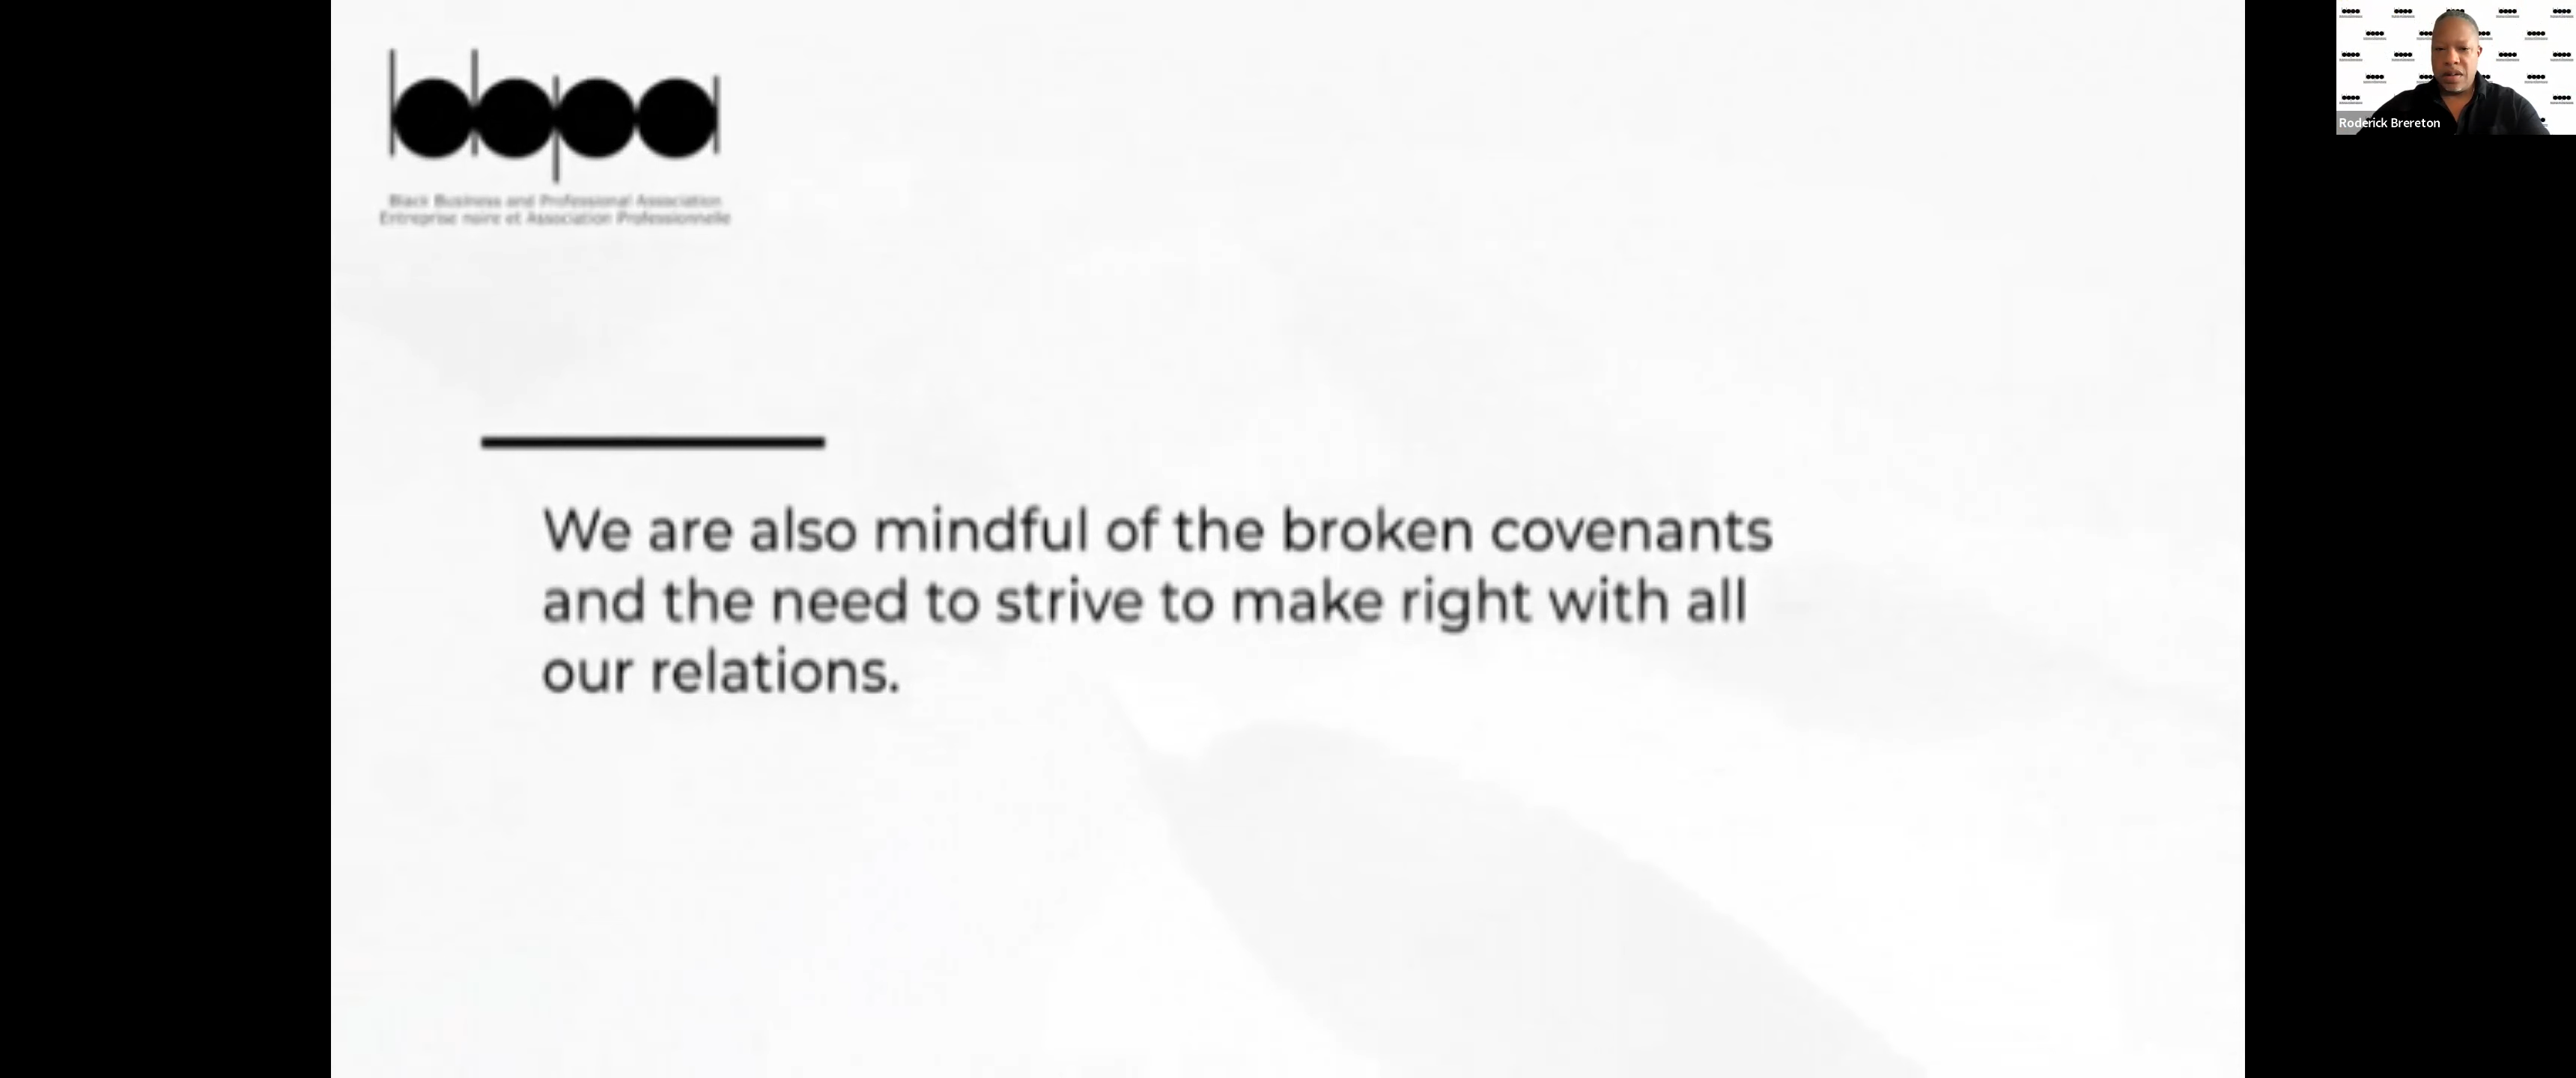 bbpa
Black Business and Professional Association
Entreprise noire et Association Professionnelle
We are also mindful of the broken covenants
and the need to strive to make right with all
our relations.
Roderick Brereton